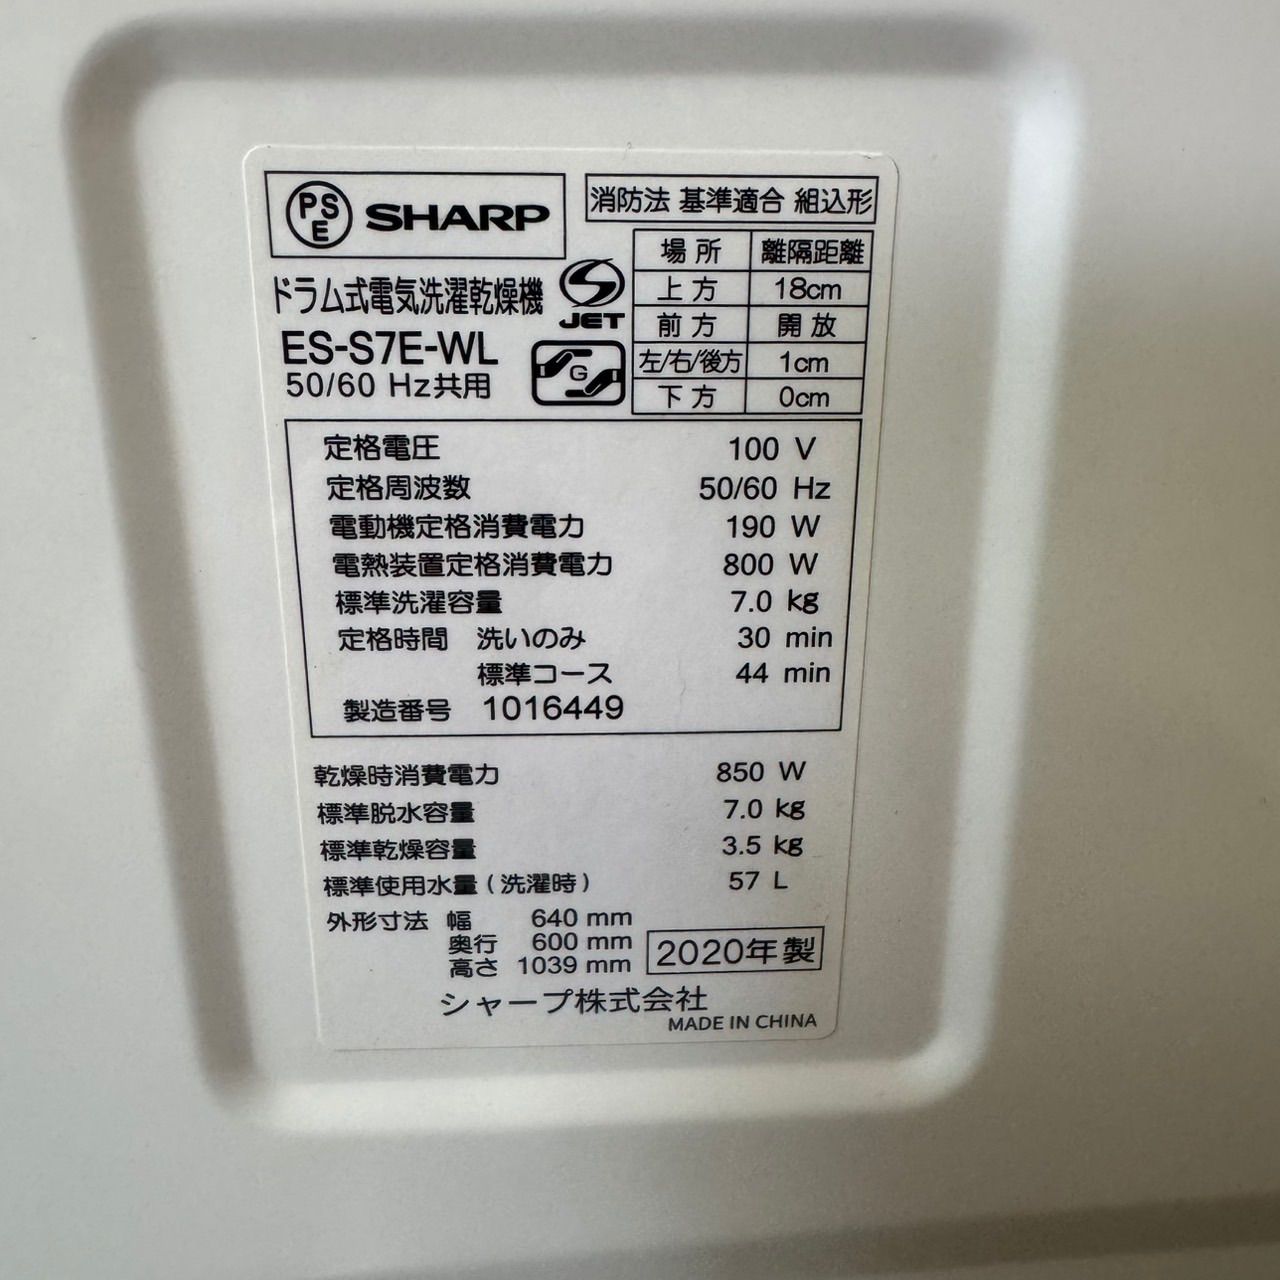 PSE SHARP
消防法 基準適合 組込形
場所 離隔距離
上方 18cm
前方 開放
左/右/後方 1cm
下方 0cm
ドラム式電気洗濯乾燥機
S JET
ES-S7E-WL
50/60 Hz共用
G
定格電圧 100 V
定格周波数 50/60 Hz
電動機定格消費電力 190 W
電熱装置定格消費電力 800 W
標準洗濯容量 7.0 kg
定格時間 洗いのみ 30 min
標準コース 44 min
製造番号 1016449
乾燥時消費電力 850 W
標準脱水容量 7.0 kg
標準乾燥容量 3.5 kg
標準使用水量(洗濯時) 57 L
外形寸法 幅 640 mm
奥行 600 mm
高さ 1039 mm
2020年製
シャープ株式会社
MADE IN CHINA